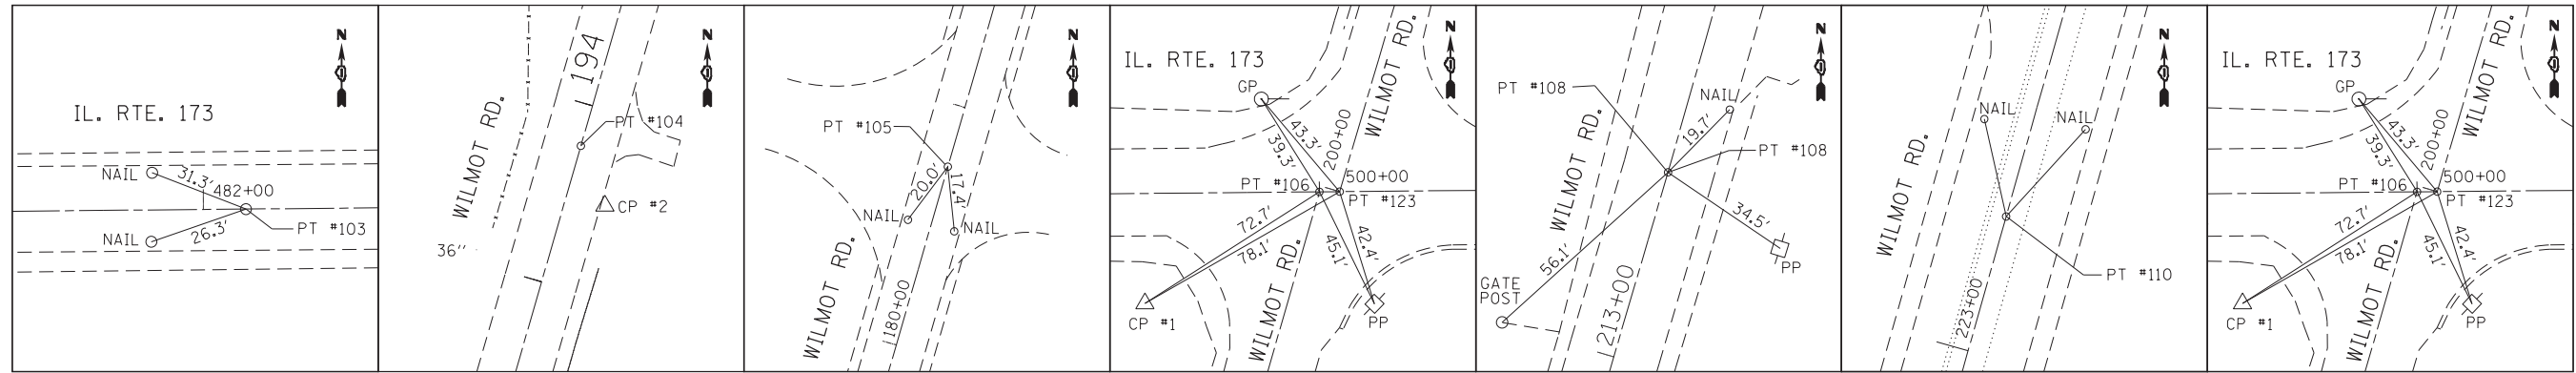 N
IL. RTE. 173
NAIL
31.3'
482+00
NAIL
26.3'
PT #103
N
194
WILMOT RD.
PT #104
CP #2
36''
N
PT #105
20.0'
17.4'
NAIL
NAIL
WILMOT RD.
180+00
N
IL. RTE. 173
WILMOT RD.
GP
43.3'
39.3'
200+00
PT #106
500+00
PT #123
72.7'
78.1'
45.1'
42.4'
WILMOT RD.
CP #1
PP
N
PT #108
NAIL
19.7'
WILMOT RD.
PT #108
34.5'
56.1'
PP
GATE
POST
213+00
N
NAIL
NAIL
WILMOT RD.
PT #110
223+00
N
IL. RTE. 173
WILMOT RD.
GP
43.3'
39.3'
200+00
PT #106
500+00
PT #123
72.7'
78.1'
45.1'
42.4'
WILMOT RD.
CP #1
PP